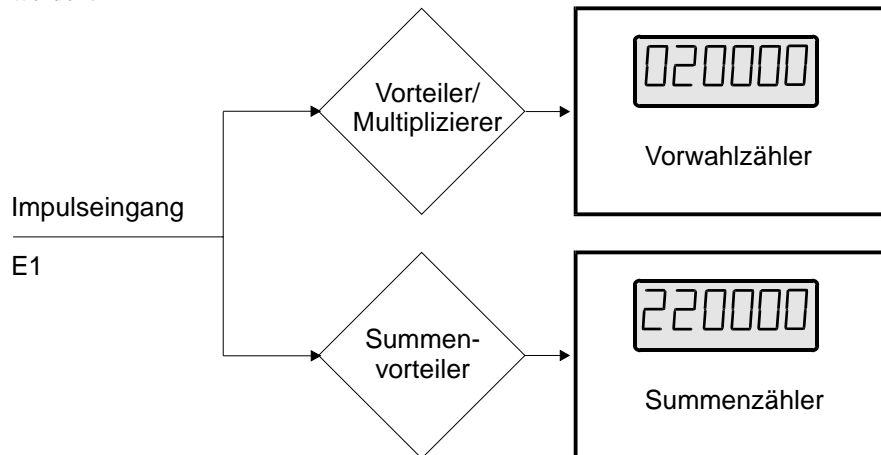 020000
Vorteiler/
Multiplizierer
Vorwahlzähler
Impulseingang
E1
220000
Summen-
vorteiler
Summenzähler